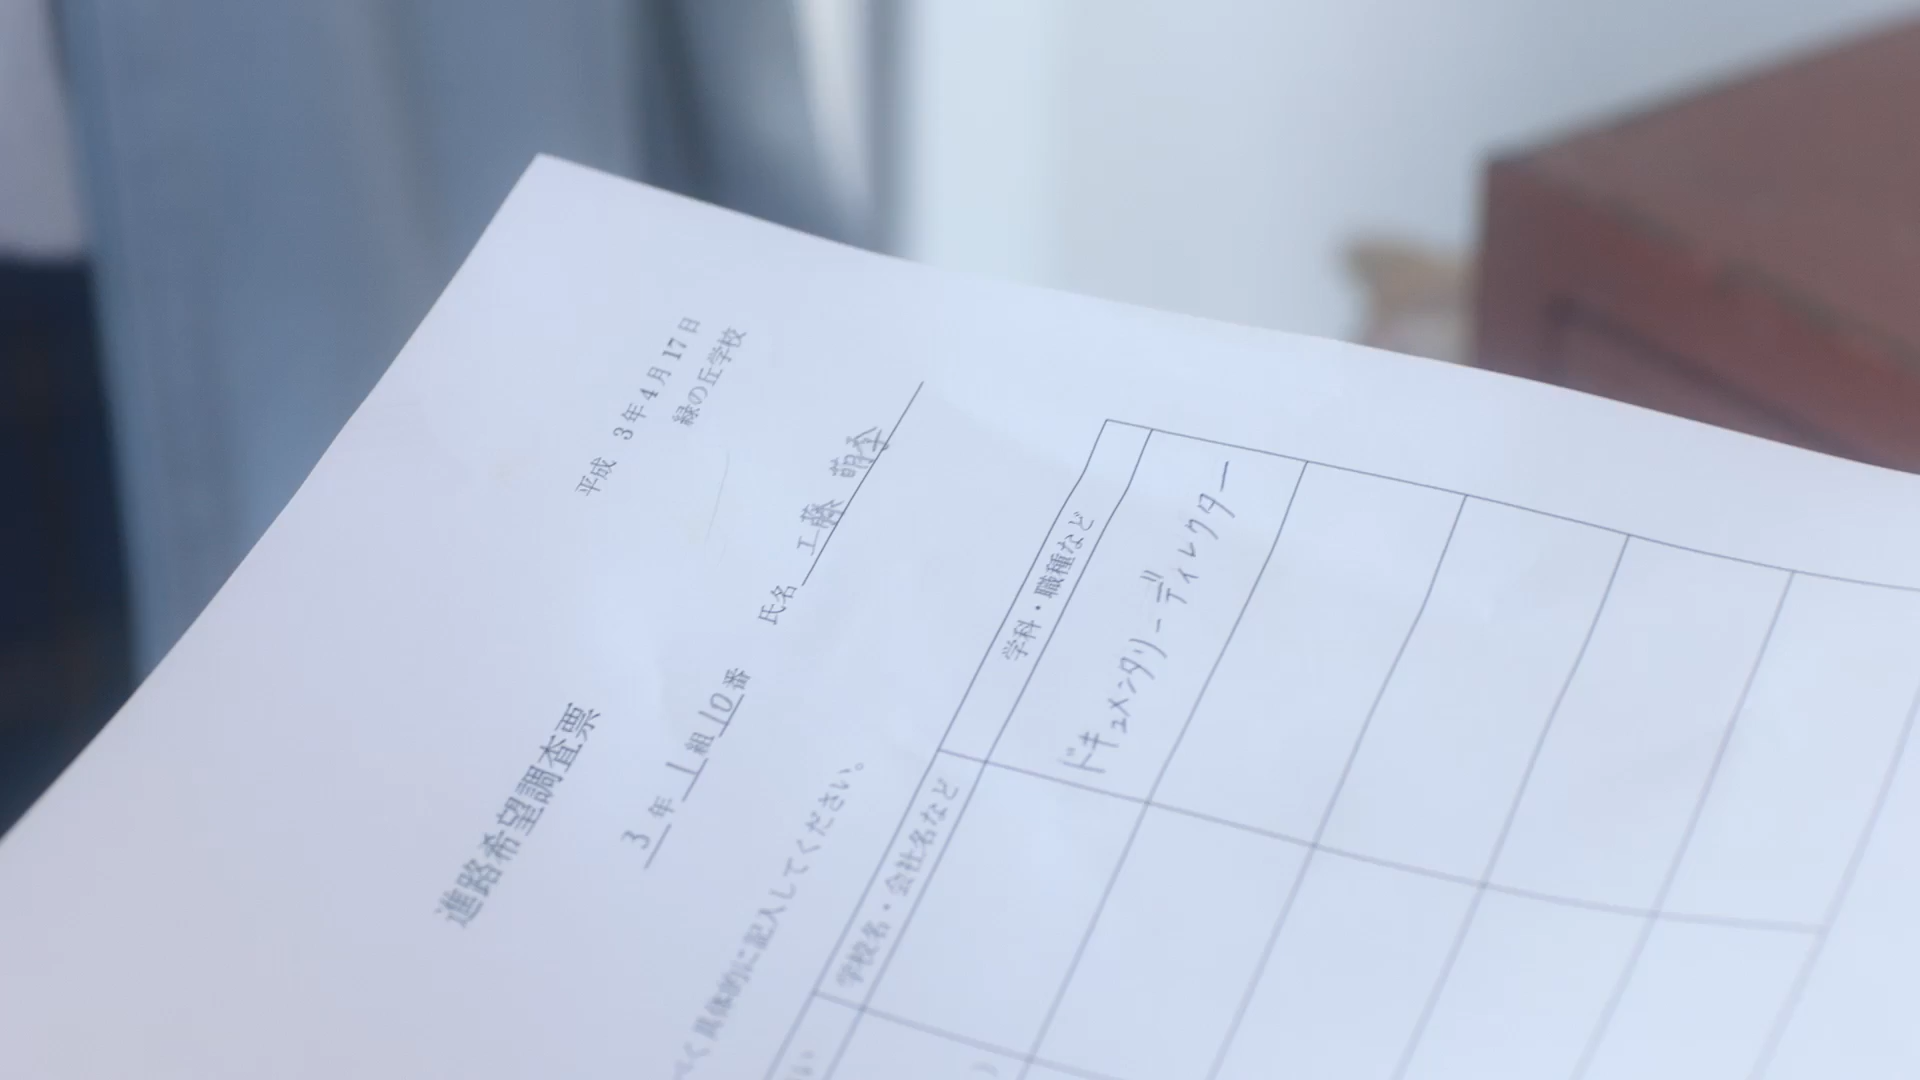 平成 3年4月17日
緑の丘学校
進路希望調査票
3年1組10番 氏名 工藤 萌季
く具体的に記入してください。
学校名・会社名など
学科・職種など
ドキュメンタリーディレクター